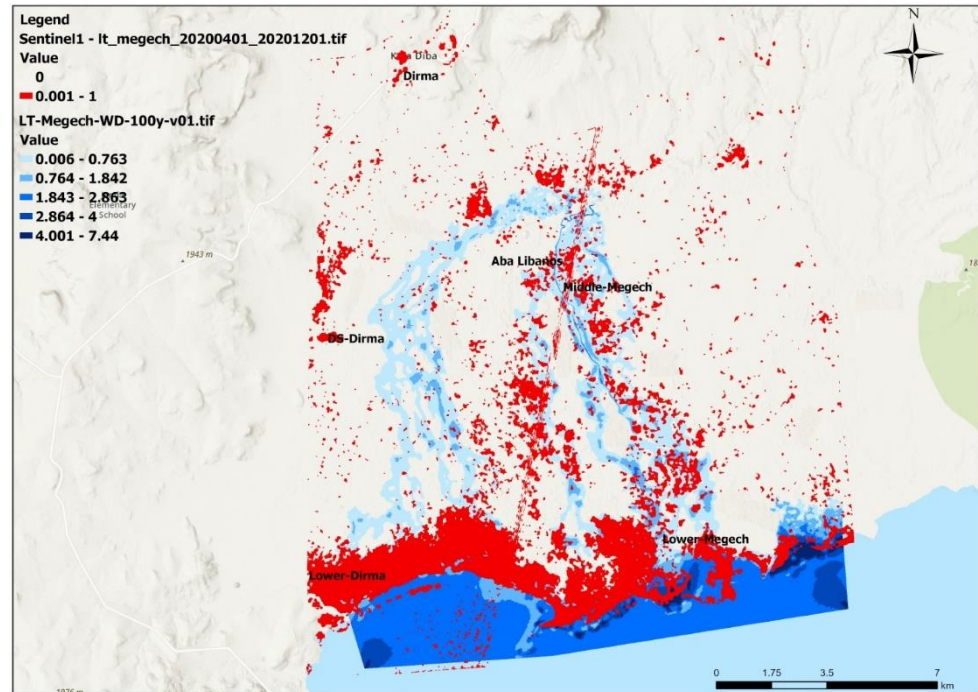 Legend
Sentinel1 - lt_megech_20200401_20201201.tif
Value
0
0.001 - 1
LT-Megech-WD-100y-v01.tif
Value
0.006 - 0.763
0.764 - 1.842
1.843 - 2.863
2.864 - 4
4.001 - 7.44
Elementary
School
N
Diba
Dirma
1943 m
Aba Libanos
Middle-Megech
DS-Dirma
Lower-Megech
Lower-Dirma
1976 m
0 1.75 3.5 7
km